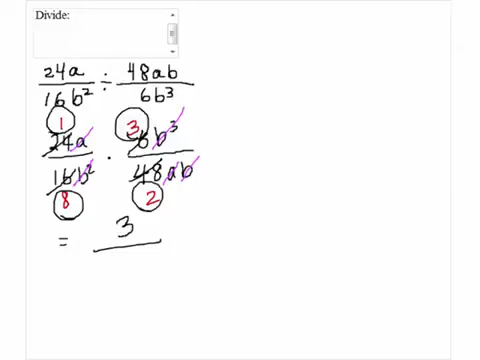 Divide:
24a/16b² ÷ 48ab/6b³
1 3
24a/16b² · 6b³/48ab
8 2
= 3